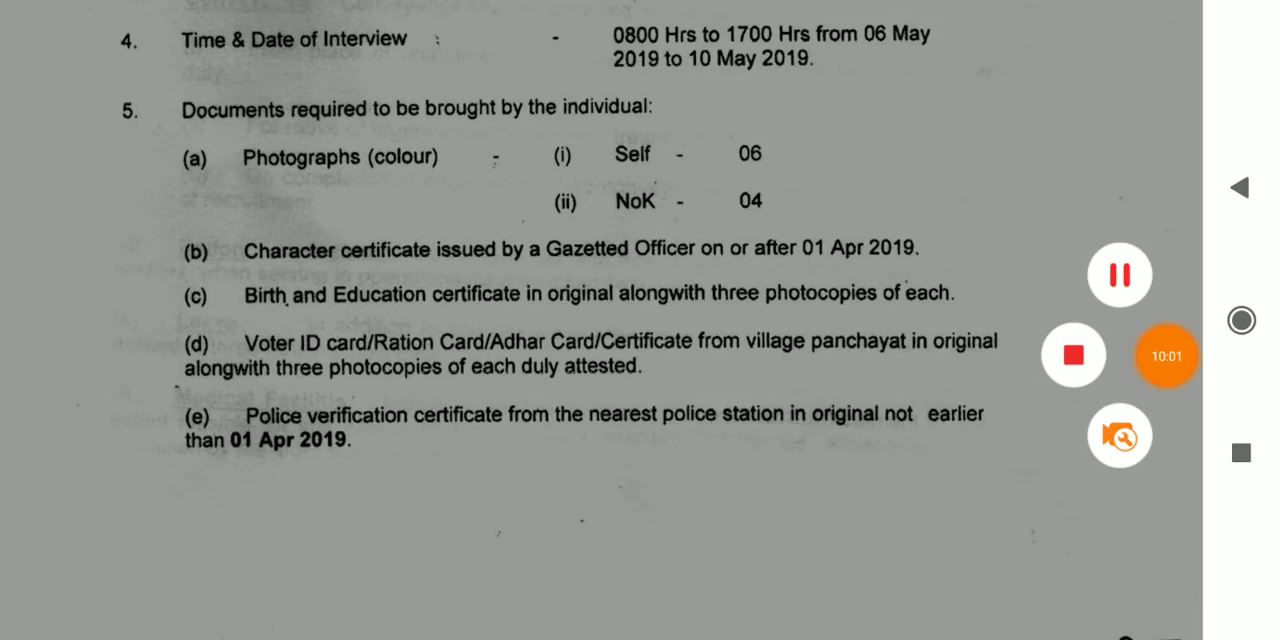 4. Time & Date of Interview : - 0800 Hrs to 1700 Hrs from 06 May
2019 to 10 May 2019.
5. Documents required to be brought by the individual:
(a) Photographs (colour) - (i) Self - 06
(ii) NoK - 04
(b) Character certificate issued by a Gazetted Officer on or after 01 Apr 2019.
(c) Birth and Education certificate in original alongwith three photocopies of each.
(d) Voter ID card/Ration Card/Adhar Card/Certificate from village panchayat in original
alongwith three photocopies of each duly attested.
(e) Police verification certificate from the nearest police station in original not earlier
than 01 Apr 2019.
10:01